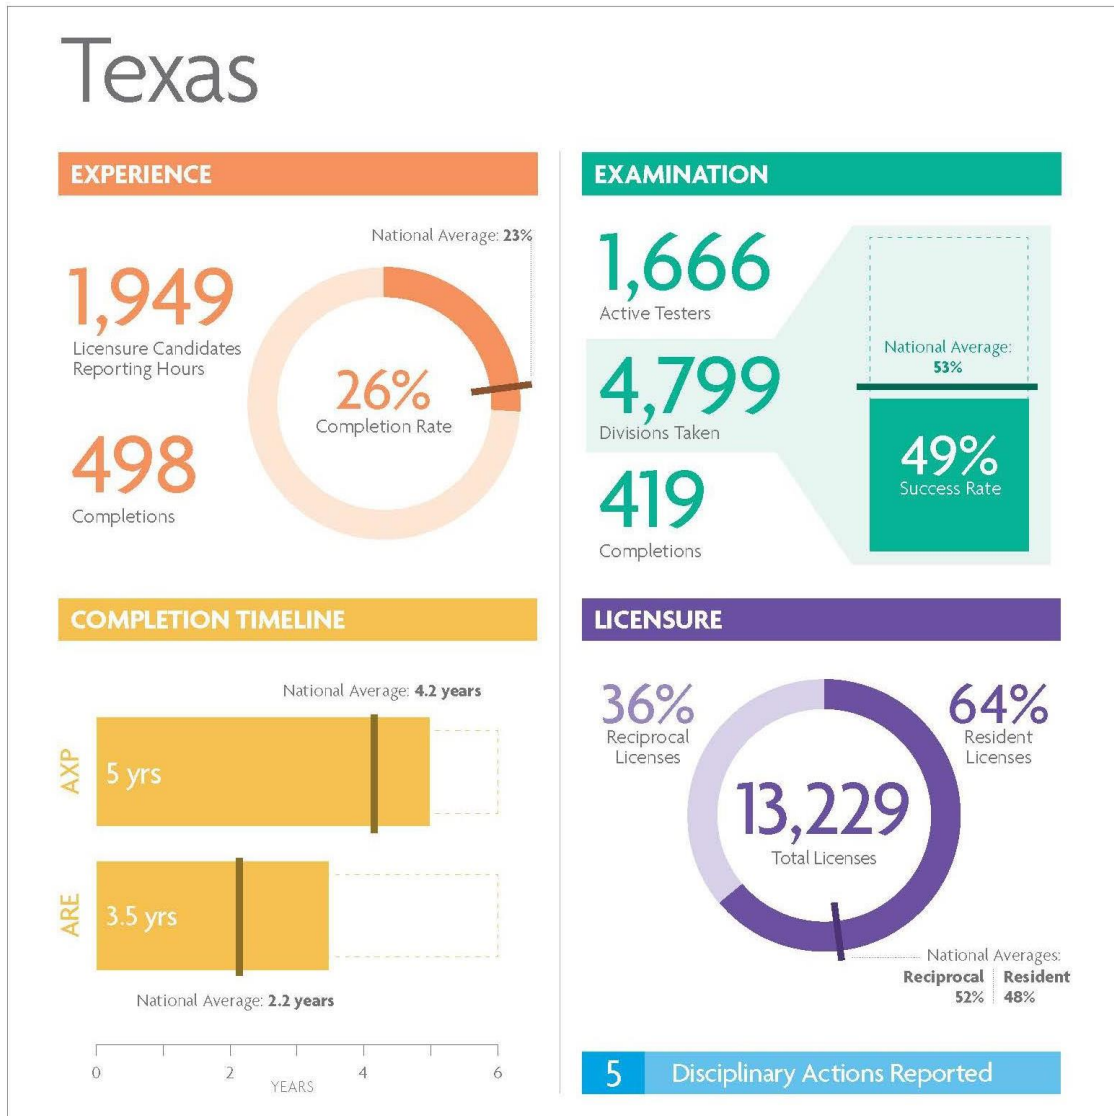 Texas
EXPERIENCE
National Average: 23%
1,949
Licensure Candidates
Reporting Hours
26%
Completion Rate
498
Completions
EXAMINATION
1,666
Active Testers
4,799
Divisions Taken
419
Completions
National Average:
53%
49%
Success Rate
COMPLETION TIMELINE
National Average: 4.2 years
AXP
5 yrs
ARE
3.5 yrs
National Average: 2.2 years
0 2 4 6
YEARS
LICENSURE
36%
Reciprocal
Licenses
64%
Resident
Licenses
13,229
Total Licenses
National Averages:
Reciprocal Resident
52% 48%
5 Disciplinary Actions Reported